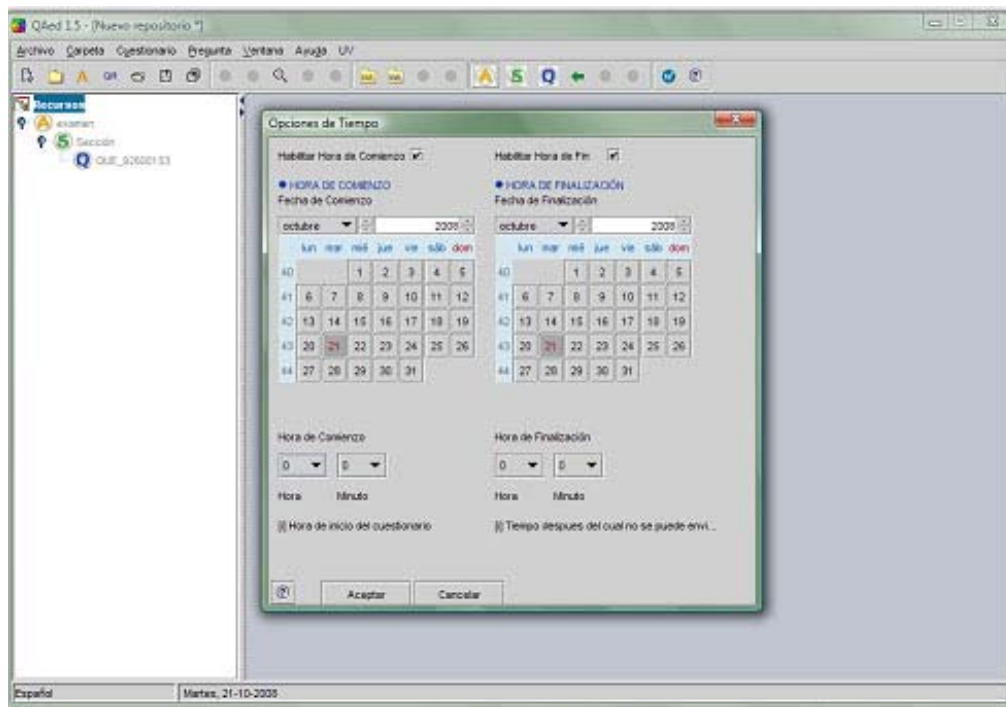 QAed 1.5 - [Nuevo repositorio *]
Archivo Carpeta Cuestionario Pregunta Ventana Ayuda UV
Recursos
examen
Sección
Opciones de Tiempo
Habilitar Hora de Comienzo Habilitar Hora de Fin
HORA DE COMIENZO HORA DE FINALIZACIÓN
Fecha de Comienzo Fecha de Finalización
octubre 2008 octubre 2008
lun mar mié jue vie sáb dom lun mar mié jue vie sáb dom
40 1 2 3 4 5 40 1 2 3 4 5
41 6 7 8 9 10 11 12 41 6 7 8 9 10 11 12
42 13 14 15 16 17 18 19 42 13 14 15 16 17 18 19
43 20 21 22 23 24 25 26 43 20 21 22 23 24 25 26
44 27 28 29 30 31 44 27 28 29 30 31
Hora de Comienzo Hora de Finalización
0 0 0 0
Hora Minuto Hora Minuto
[i] Hora de inicio del cuestionario [i] Tiempo despues del cual no se puede envi...
Aceptar Cancelar
Español Martes, 21-10-2008